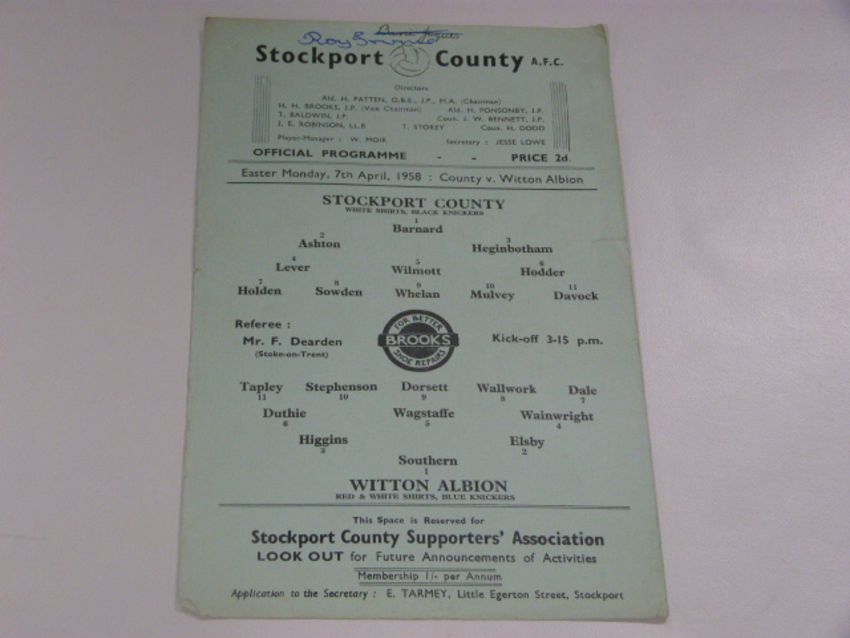 Stockport County A.F.C.
Directors
Ald. H. PATTEN, O.B.E., J.P., M.A. (Chairman)
H. H. BROOKS, J.P. (Vice Chairman) Ald. H. PONSONBY, J.P.
T. BALDWIN, J.P. Coun. J. W. BENNETT, J.P.
J. E. ROBINSON, LL.B T. STOREY Coun. H. DODD
Player-Manager : W. MOIR Secretary : JESSE LOWE
OFFICIAL PROGRAMME - - PRICE 2d.
Easter Monday, 7th April, 1958 : County v. Witton Albion
STOCKPORT COUNTY
WHITE SHIRTS, BLACK KNICKERS
1
Barnard
2 3
Ashton Heginbotham
4 5 6
Lever Wilmott Hodder
7 8 9 10 11
Holden Sowden Whelan Mulvey Davock
Referee :
Mr. F. Dearden
(Stoke-on-Trent)
FOR BETTER
BROOKS
SHOE REPAIRS
Kick-off 3-15 p.m.
Tapley Stephenson Dorsett Wallwork Dale
11 10 9 8 7
Duthie Wagstaffe Wainwright
6 5 4
Higgins Elsby
3 2
Southern
1
WITTON ALBION
RED & WHITE SHIRTS, BLUE KNICKERS
This Space is Reserved for
Stockport County Supporters' Association
LOOK OUT for Future Announcements of Activities
Membership 1/- per Annum
Application to the Secretary : E. TARMEY, Little Egerton Street, Stockport